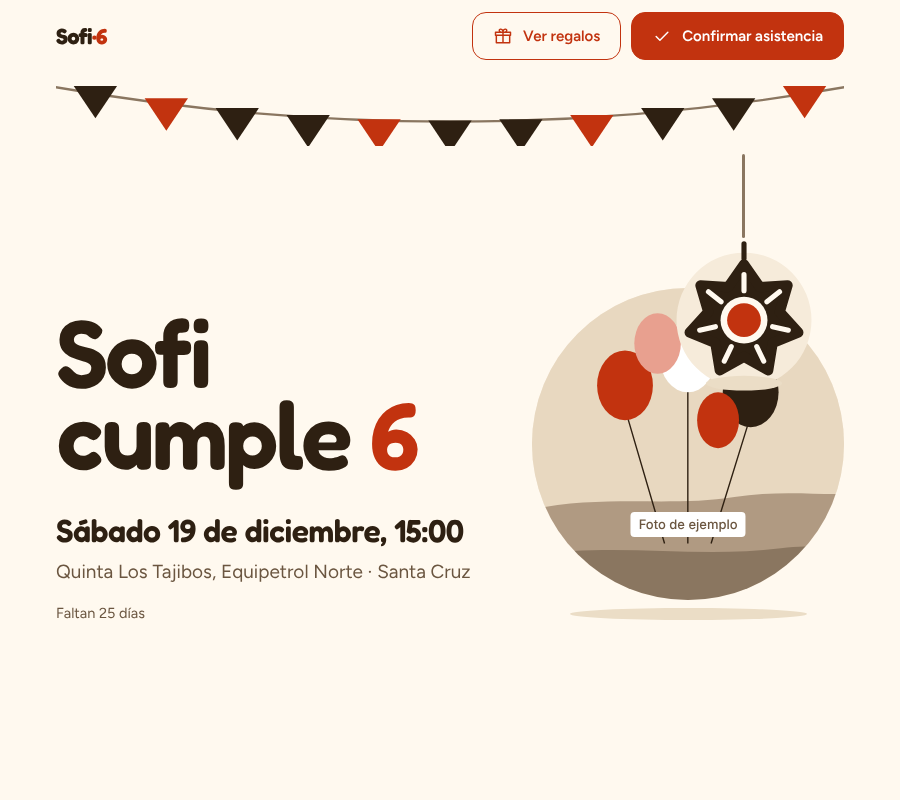 Sofi·6
Ver regalos
Confirmar asistencia
Sofi
cumple 6
Sábado 19 de diciembre, 15:00
Quinta Los Tajibos, Equipetrol Norte · Santa Cruz
Faltan 25 días
Foto de ejemplo